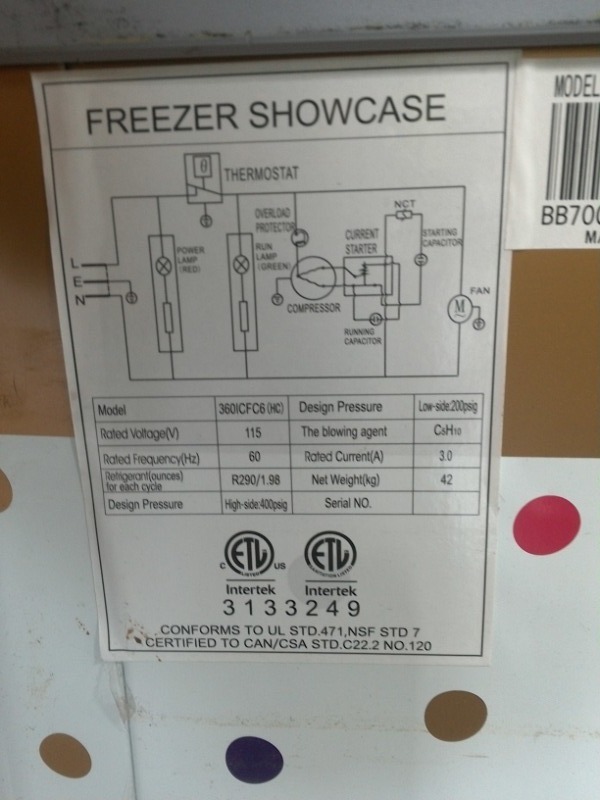 FREEZER SHOWCASE
θ
THERMOSTAT
L
E
N
POWER
LAMP
(RED)
RUN
LAMP
(GREEN)
OVERLOAD
PROTECTOR
COMPRESSOR
CURRENT
STARTER
NCT
STARTING
CAPACITOR
RUNNING
CAPACITOR
FAN
M
Model 360ICFC6(HC) Design Pressure Low-side:200psig
Rated Voltage(V) 115 The blowing agent C5H10
Rated Frequency(Hz) 60 Rated Current(A) 3.0
Refrigerant(ounces)
for each cycle R290/1.98 Net Weight(kg) 42
Design Pressure High-side:400psig Serial NO.
C ETL US
LISTED
Intertek
ETL
Intertek
3133249
CONFORMS TO UL STD.471,NSF STD 7
CERTIFIED TO CAN/CSA STD.C22.2 NO.120
MODEL
BB700
MA